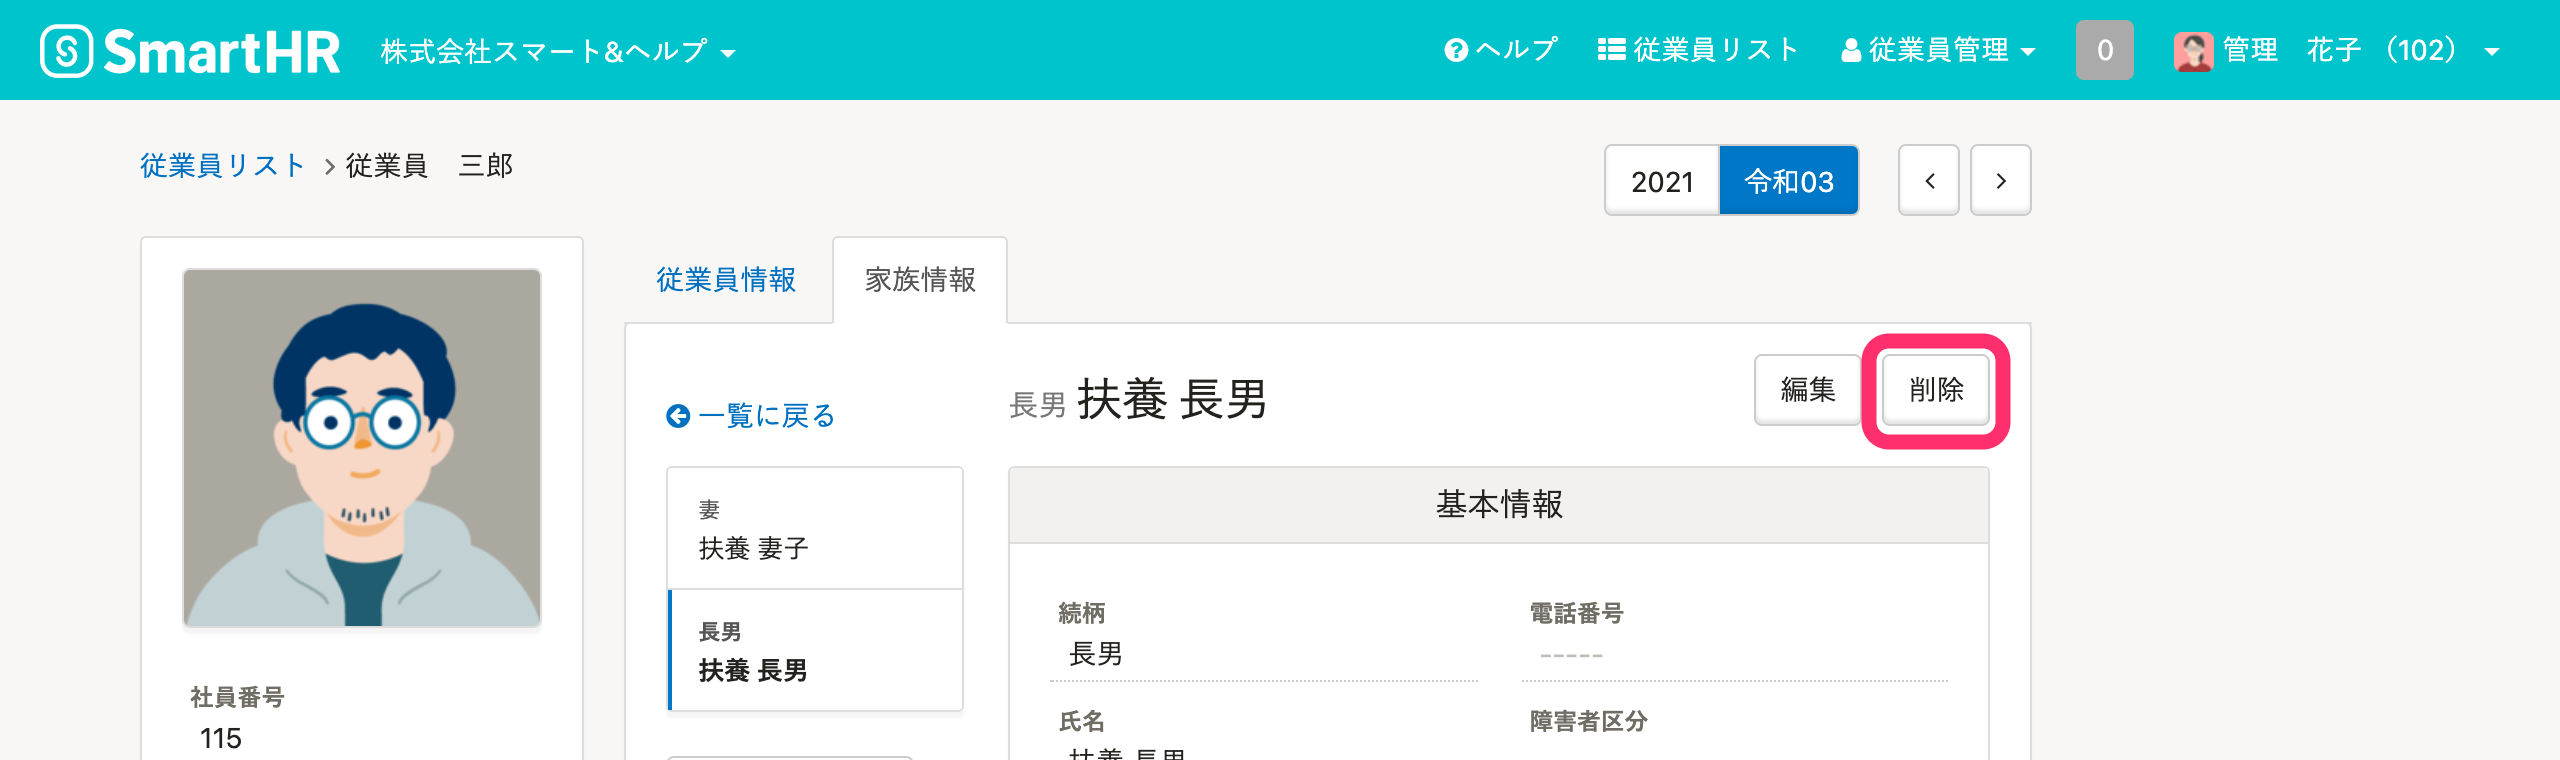 SmartHR 株式会社スマート&ヘルプ ヘルプ 従業員リスト 従業員管理 0 管理　花子　（102）
従業員リスト > 従業員　三郎
2021 令和03
従業員情報 家族情報
一覧に戻る
長男 扶養 長男
編集 削除
妻
扶養 妻子
長男
扶養 長男
基本情報
続柄
長男
電話番号
-----
氏名
扶養 長男
障害者区分
社員番号
115